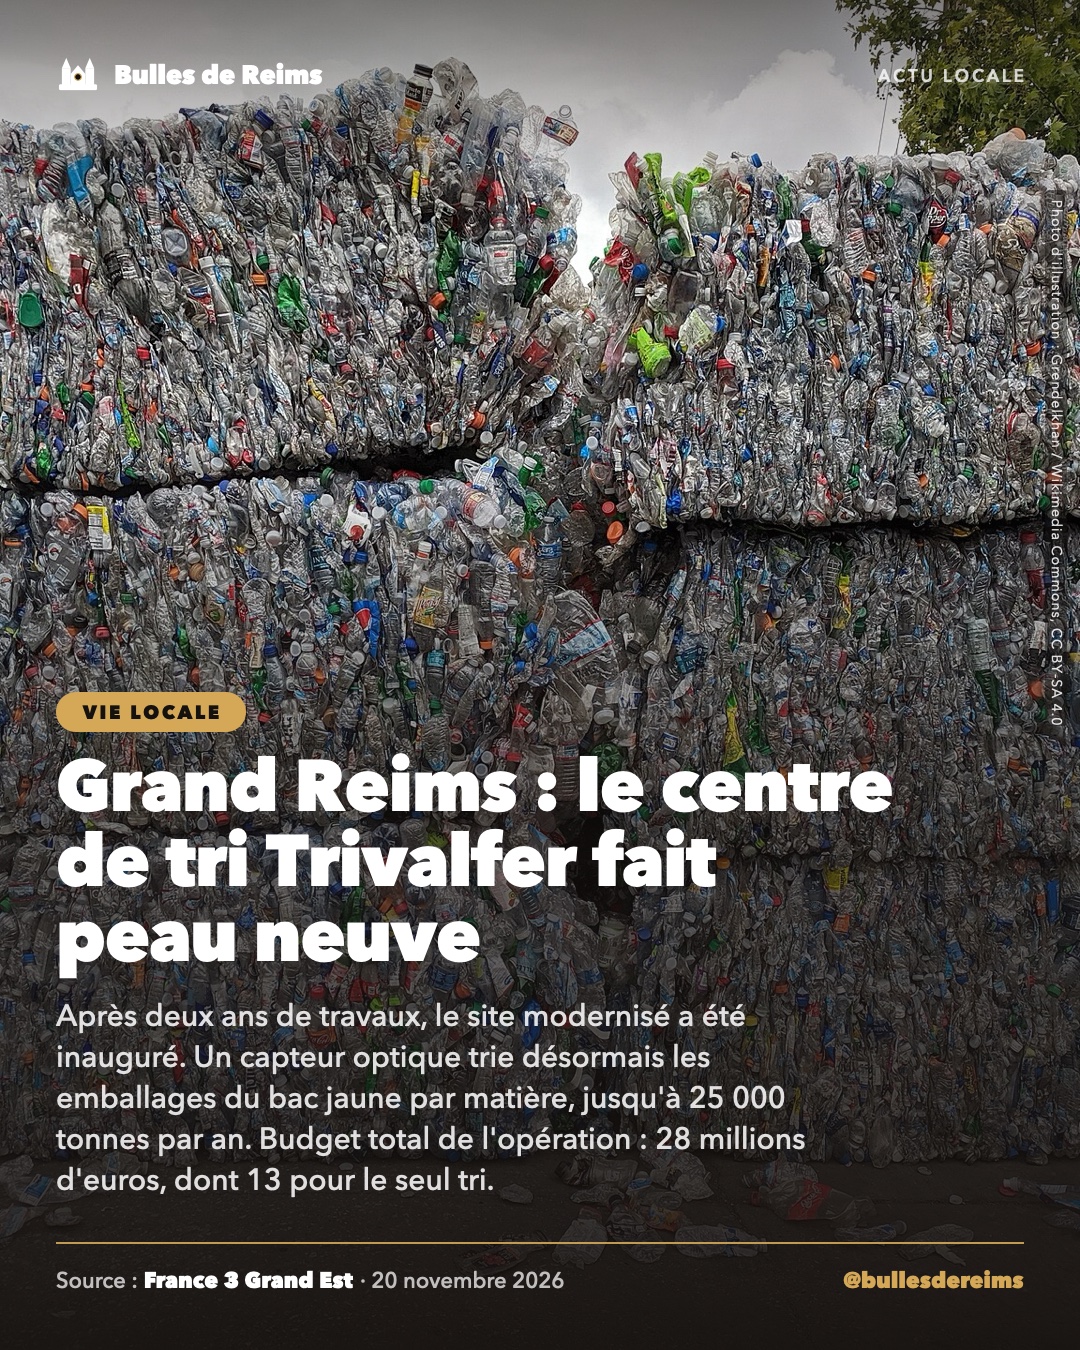 Bulles de Reims
ACTU LOCALE
Photo d'illustration : Grendelkhan / Wikimedia Commons, CC BY-SA 4.0
VIE LOCALE
Grand Reims : le centre
de tri Trivalfer fait
peau neuve
Après deux ans de travaux, le site modernisé a été
inauguré. Un capteur optique trie désormais les
emballages du bac jaune par matière, jusqu'à 25 000
tonnes par an. Budget total de l'opération : 28 millions
d'euros, dont 13 pour le seul tri.
Source : France 3 Grand Est · 20 novembre 2026
@bullesdereims